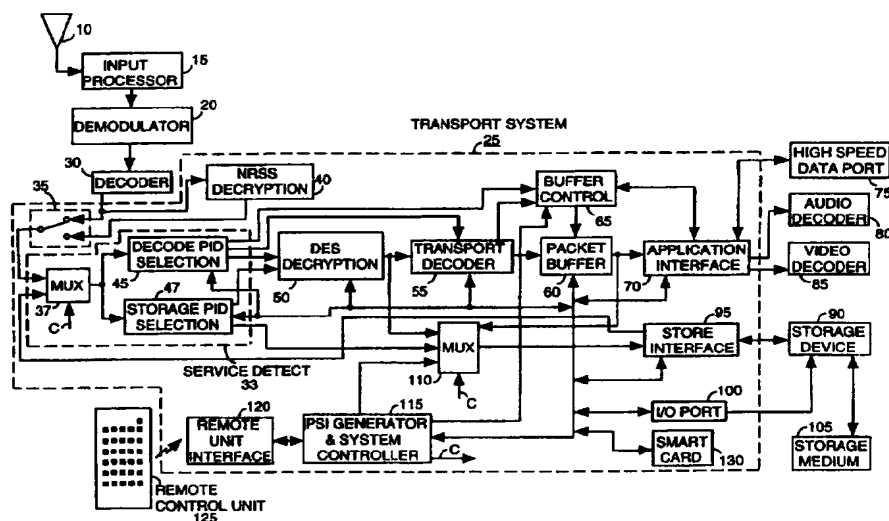 10
INPUT
PROCESSOR
15
20
DEMODULATOR
TRANSPORT SYSTEM
25
30
DECODER
35
NRSS
DECRYPTION
40
BUFFER
CONTROL
65
HIGH SPEED
DATA PORT
75
AUDIO
DECODER
80
DECODE PID
SELECTION
45
DES
DECRYPTION
50
TRANSPORT
DECODER
55
PACKET
BUFFER
60
APPLICATION
INTERFACE
70
VIDEO
DECODER
85
MUX
37
C
47
STORAGE PID
SELECTION
SERVICE DETECT
33
MUX
110
C
95
STORE
INTERFACE
90
STORAGE
DEVICE
120
REMOTE
UNIT
INTERFACE
115
PSI GENERATOR
& SYSTEM
CONTROLLER
C
100
I/O PORT
SMART
CARD
130
105
STORAGE
MEDIUM
REMOTE
CONTROL UNIT
125